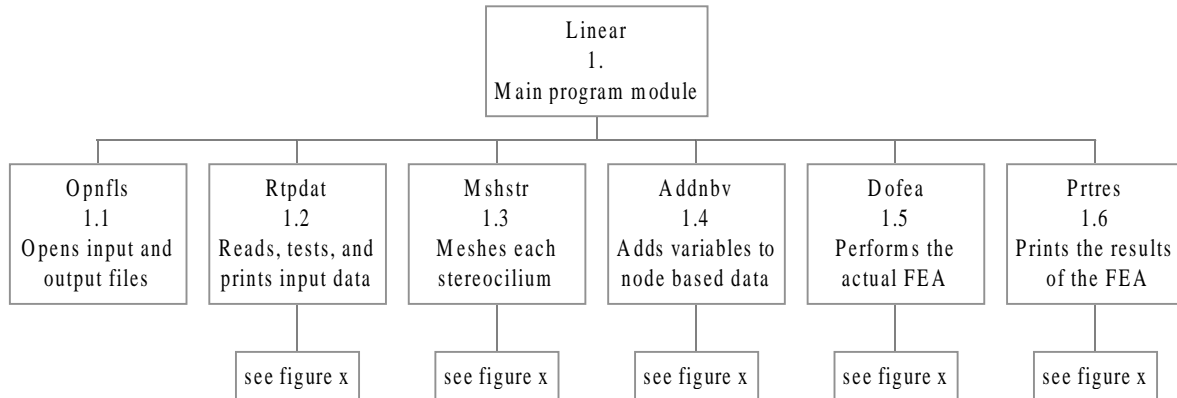 Linear
1.
Main program module
Opnfls
1.1
Opens input and
output files
Rtpdat
1.2
Reads, tests, and
prints input data
Mshstr
1.3
Meshes each
stereocilium
Addnbv
1.4
Adds variables to
node based data
Dofea
1.5
Performs the
actual FEA
Prtres
1.6
Prints the results
of the FEA
see figure x
see figure x
see figure x
see figure x
see figure x